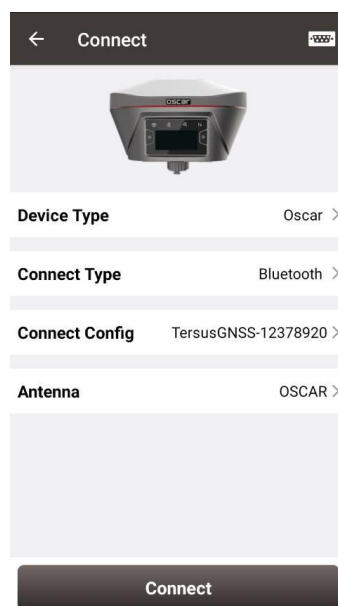 Connect
OSCAR
Device Type Oscar
Connect Type Bluetooth
Connect Config TersusGNSS-12378920
Antenna OSCAR
Connect